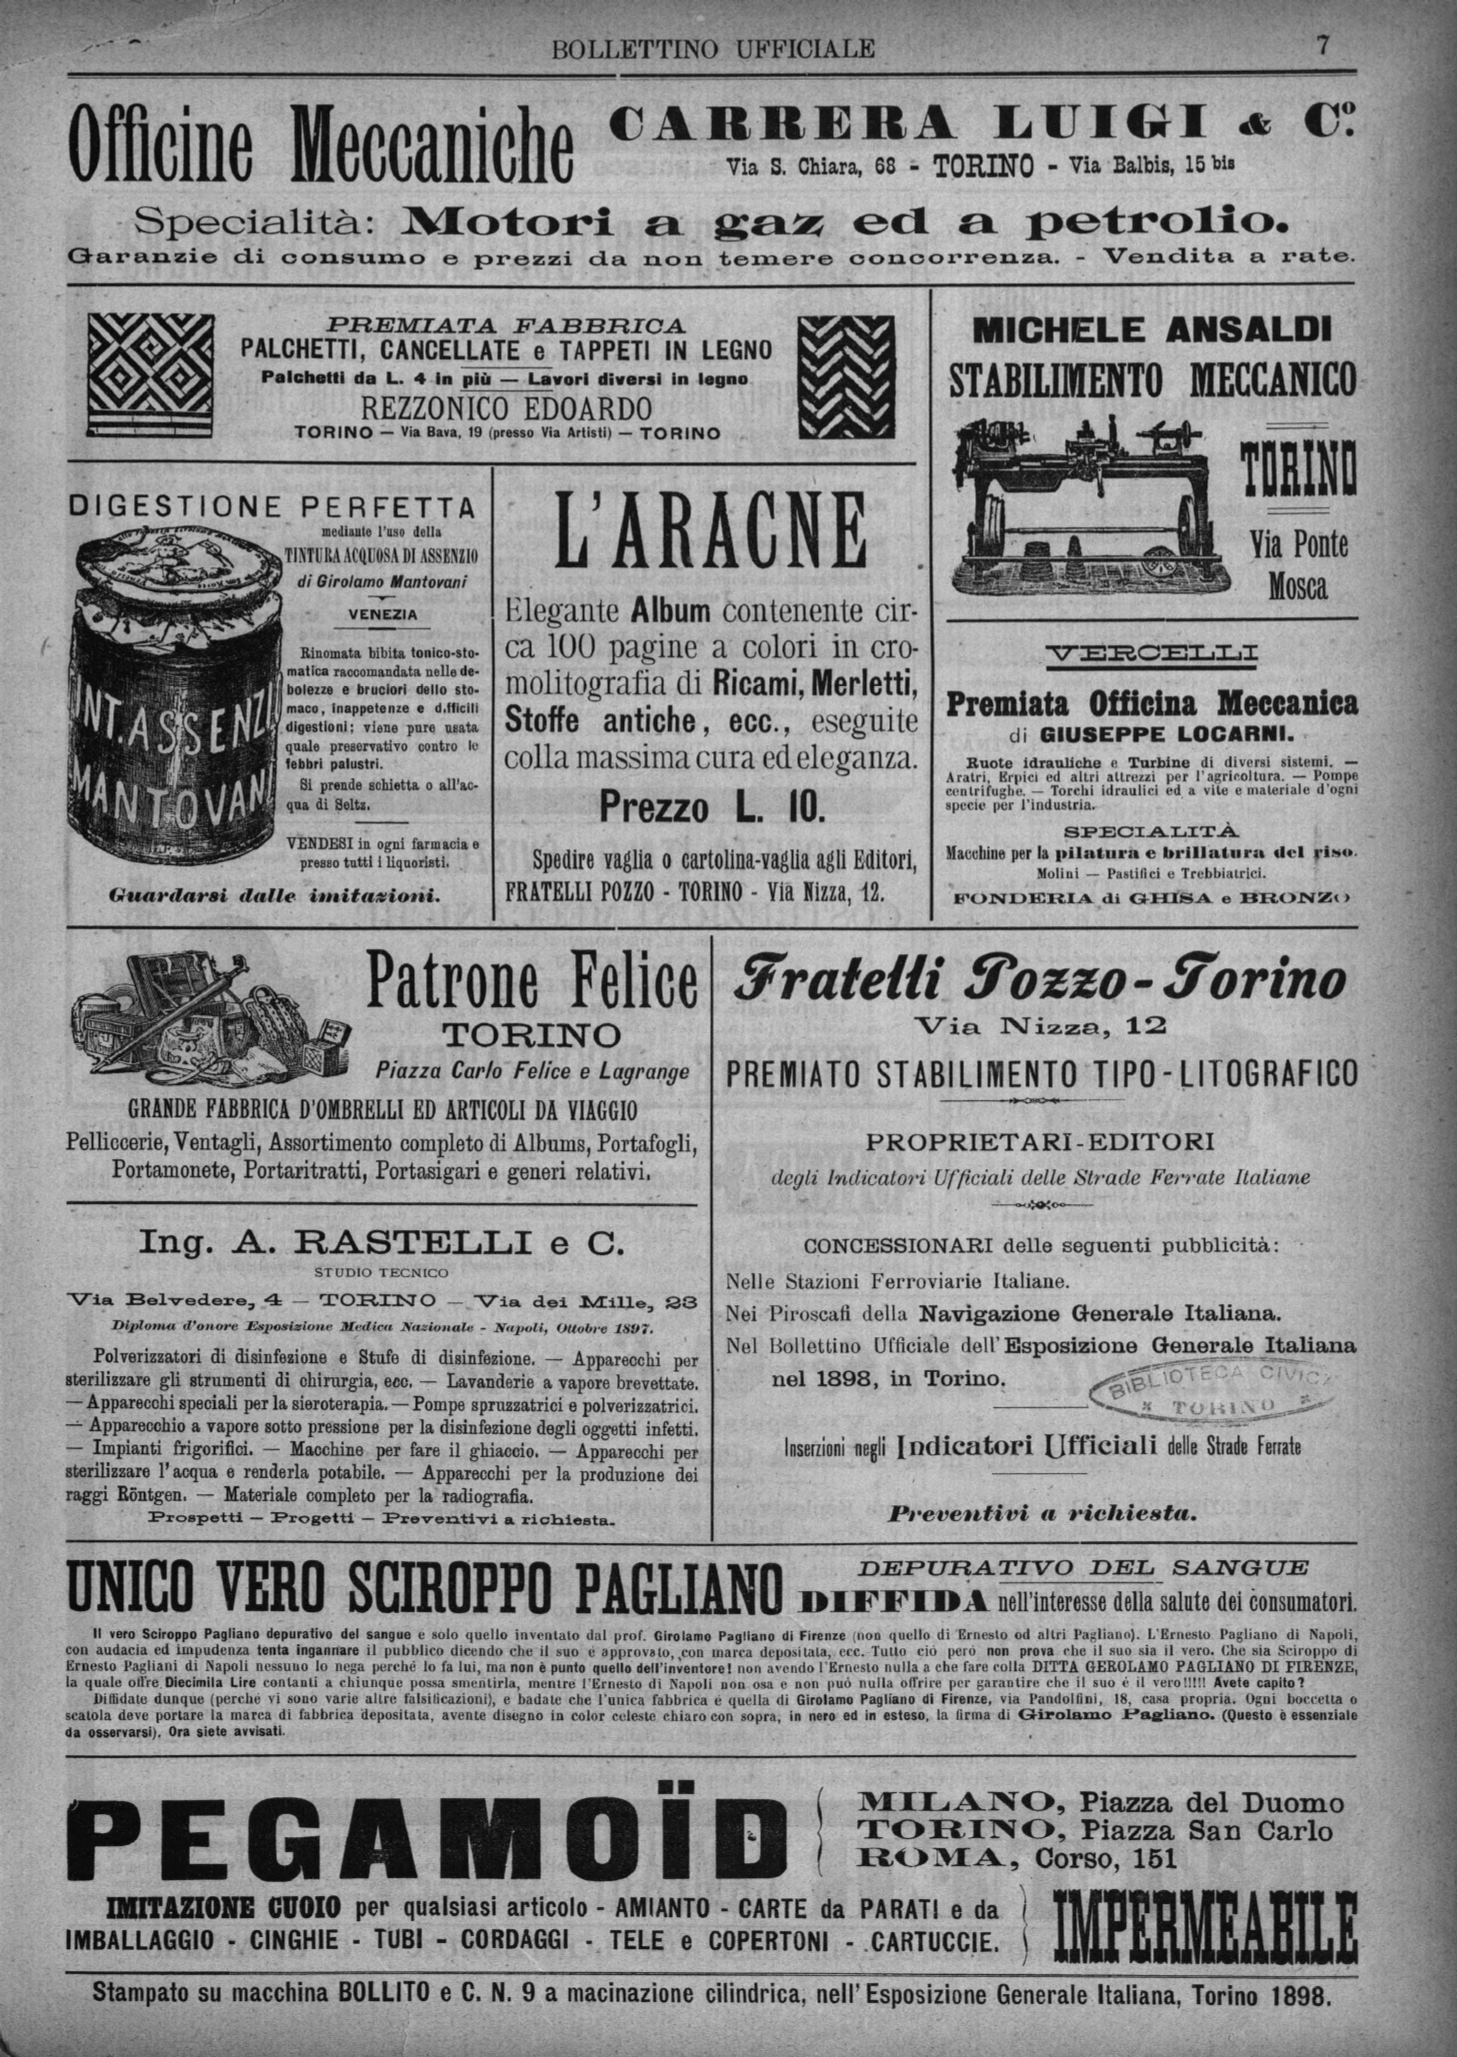 BOLLETTINO UFFICIALE
7
Officine Meccaniche
CARRERA LUIGI & C.º
Via S. Chiara, 68 - TORINO - Via Balbis, 15 bis
Specialità: Motori a gaz ed a petrolio.
Garanzie di consumo e prezzi da non temere concorrenza. - Vendita a rate.
PREMIATA FABBRICA
PALCHETTI, CANCELLATE e TAPPETI IN LEGNO
Palchetti da L. 4 in più — Lavori diversi in legno
REZZONICO EDOARDO
TORINO — Via Bava, 19 (presso Via Artisti) — TORINO
MICHELE ANSALDI
STABILIMENTO MECCANICO
TORINO
Via Ponte
Mosca
DIGESTIONE PERFETTA
mediante l'uso della
TINTURA ACQUOSA DI ASSENZIO
di Girolamo Mantovani
VENEZIA
Rinomata bibita tonico-sto-
matica raccomandata nelle de-
bolezze e bruciori dello sto-
maco, inappetenze e difficili
digestioni; viene pure usata
quale preservativo contro le
febbri palustri.
Si prende schietta o all'ac-
qua di Seltz.
VENDESI in ogni farmacia e
presso tutti i liquoristi.
INT. ASSENZI
MANTOVANI
Guardarsi dalle imitazioni.
L'ARACNE
Elegante Album contenente cir-
ca 100 pagine a colori in cro-
molitografia di Ricami, Merletti,
Stoffe antiche, ecc., eseguite
colla massima cura ed eleganza.
Prezzo L. 10.
Spedire vaglia o cartolina-vaglia agli Editori,
FRATELLI POZZO - TORINO - Via Nizza, 12.
VERCELLI
Premiata Officina Meccanica
di GIUSEPPE LOCARNI.
Ruote idrauliche e Turbine di diversi sistemi. —
Aratri, Erpici ed altri attrezzi per l'agricoltura. — Pompe
centrifughe. — Torchi idraulici ed a vite e materiale d'ogni
specie per l'industria.
SPECIALITÀ
Macchine per la pilatura e brillatura del riso.
Molini — Pastifici e Trebbiatrici.
FONDERIA di GHISA e BRONZO
Patrone Felice
TORINO
Piazza Carlo Felice e Lagrange
GRANDE FABBRICA D'OMBRELLI ED ARTICOLI DA VIAGGIO
Pelliccerie, Ventagli, Assortimento completo di Albums, Portafogli,
Portamonete, Portaritratti, Portasigari e generi relativi.
Ing. A. RASTELLI e C.
STUDIO TECNICO
Via Belvedere, 4 — TORINO — Via dei Mille, 23
Diploma d'onore Esposizione Medica Nazionale - Napoli, Ottobre 1897.
Polverizzatori di disinfezione e Stufe di disinfezione. — Apparecchi per
sterilizzare gli strumenti di chirurgia, ecc. — Lavanderie a vapore brevettate.
— Apparecchi speciali per la sieroterapia. — Pompe spruzzatrici e polverizzatrici.
— Apparecchio a vapore sotto pressione per la disinfezione degli oggetti infetti.
— Impianti frigorifici. — Macchine per fare il ghiaccio. — Apparecchi per
sterilizzare l'acqua e renderla potabile. — Apparecchi per la produzione dei
raggi Röntgen. — Materiale completo per la radiografia.
Prospetti — Progetti — Preventivi a richiesta.
Fratelli Pozzo-Torino
Via Nizza, 12
PREMIATO STABILIMENTO TIPO-LITOGRAFICO
PROPRIETARI-EDITORI
degli Indicatori Ufficiali delle Strade Ferrate Italiane
CONCESSIONARI delle seguenti pubblicità:
Nelle Stazioni Ferroviarie Italiane.
Nei Piroscafi della Navigazione Generale Italiana.
Nel Bollettino Ufficiale dell'Esposizione Generale Italiana
nel 1898, in Torino.
BIBLIOTECA CIVICA
* TORINO *
Inserzioni negli Indicatori Ufficiali delle Strade Ferrate
Preventivi a richiesta.
UNICO VERO SCIROPPO PAGLIANO
DEPURATIVO DEL SANGUE
DIFFIDA nell'interesse della salute dei consumatori.
Il vero Sciroppo Pagliano depurativo del sangue e solo quello inventato dal prof. Girolamo Pagliano di Firenze (non quello di Ernesto od altri Pagliano). L'Ernesto Pagliano di Napoli,
con audacia ed impudenza tenta ingannare il pubblico dicendo che il suo è approvato, con marca depositata, ecc. Tutto ciò però non prova che il suo sia il vero. Che sia Sciroppo di
Ernesto Pagliani di Napoli nessuno lo nega perché lo fa lui, ma non è punto quello dell'inventore! non avendo l'Ernesto nulla a che fare colla DITTA GEROLAMO PAGLIANO DI FIRENZE,
la quale offre Diecimila Lire contanti a chiunque possa smentirla, mentre l'Ernesto di Napoli non osa e non può nulla offrire per garantire che il suo è il vero!!!!! Avete capito?
Diffidate dunque (perché vi sono varie altre falsificazioni), e badate che l'unica fabbrica è quella di Girolamo Pagliano di Firenze, via Pandolfini, 18, casa propria. Ogni boccetta o
scatola deve portare la marca di fabbrica depositata, avente disegno in color celeste chiaro con sopra, in nero ed in esteso, la firma di Girolamo Pagliano. (Questo è essenziale
da osservarsi). Ora siete avvisati.
PEGAMOÏD
MILANO, Piazza del Duomo
TORINO, Piazza San Carlo
ROMA, Corso, 151
IMITAZIONE CUOIO per qualsiasi articolo - AMIANTO - CARTE da PARATI e da
IMBALLAGGIO - CINGHIE - TUBI - CORDAGGI - TELE e COPERTONI - CARTUCCIE.
IMPERMEABILE
Stampato su macchina BOLLITO e C. N. 9 a macinazione cilindrica, nell'Esposizione Generale Italiana, Torino 1898.